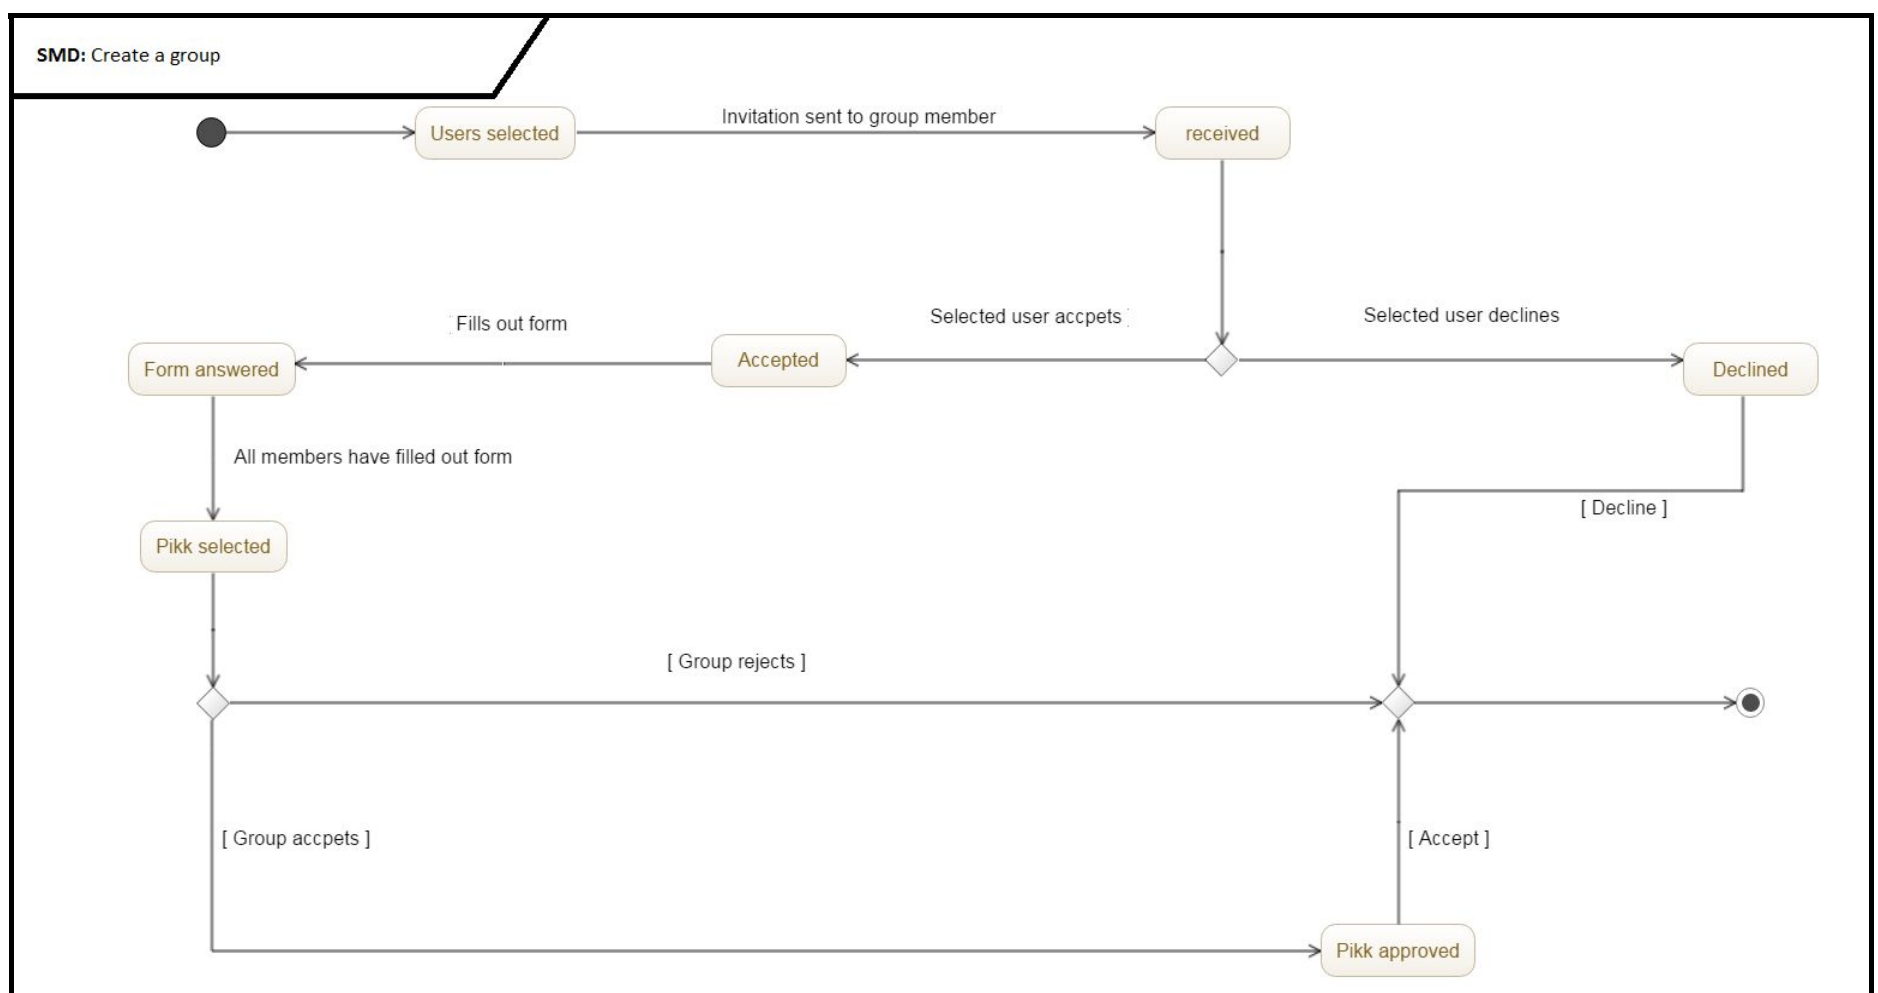 SMD: Create a group
Users selected
Invitation sent to group member
received
Fills out form
Selected user accpets
Selected user declines
Form answered
Accepted
Declined
All members have filled out form
[ Decline ]
Pikk selected
[ Group rejects ]
[ Group accpets ]
[ Accept ]
Pikk approved